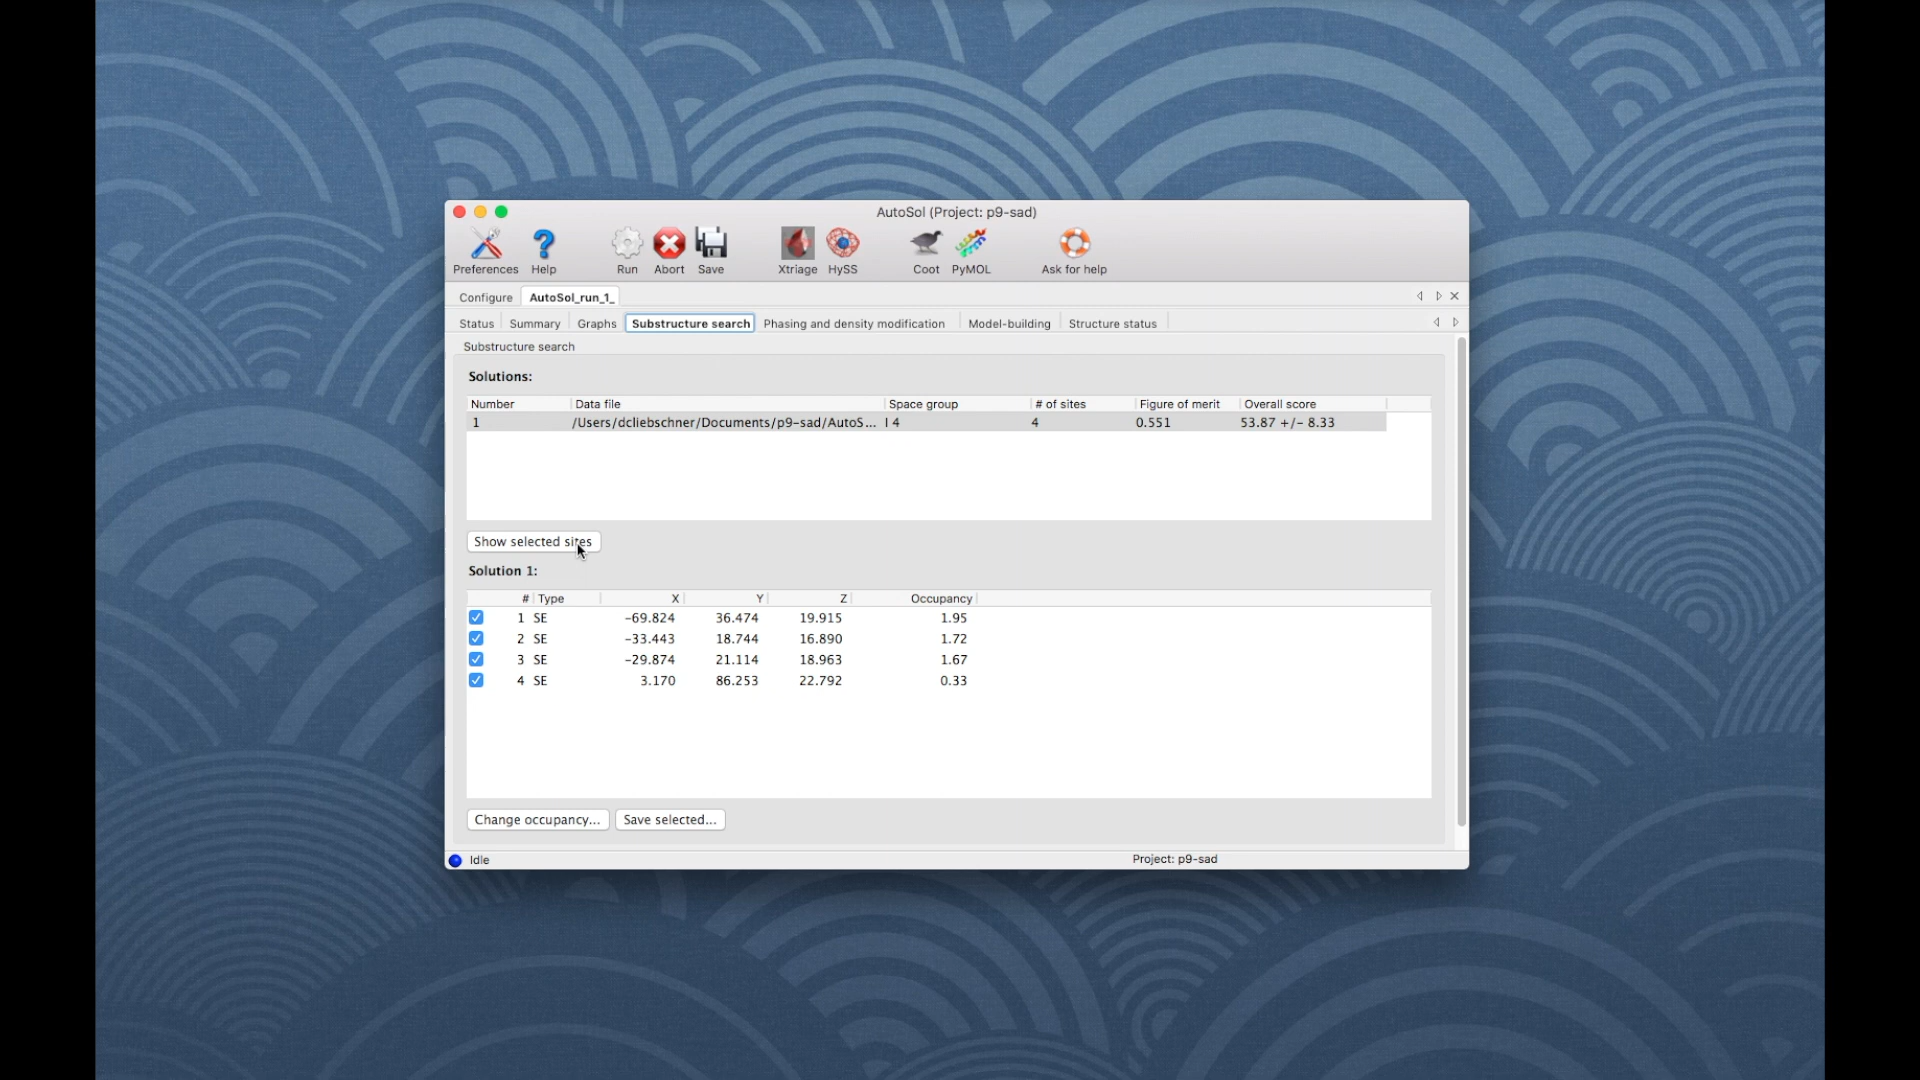 AutoSol (Project: p9-sad)
Preferences Help Run Abort Save Xtriage HySS Coot PyMOL Ask for help
Configure AutoSol_run_1_
Status Summary Graphs Substructure search Phasing and density modification Model-building Structure status
Substructure search
Solutions:
Number Data file Space group # of sites Figure of merit Overall score
1 /Users/dcliebschner/Documents/p9-sad/AutoS... I 4 4 0.551 53.87 +/- 8.33
Show selected sites
Solution 1:
# Type X Y Z Occupancy
1 SE -69.824 36.474 19.915 1.95
2 SE -33.443 18.744 16.890 1.72
3 SE -29.874 21.114 18.963 1.67
4 SE 3.170 86.253 22.792 0.33
Change occupancy... Save selected...
Idle Project: p9-sad